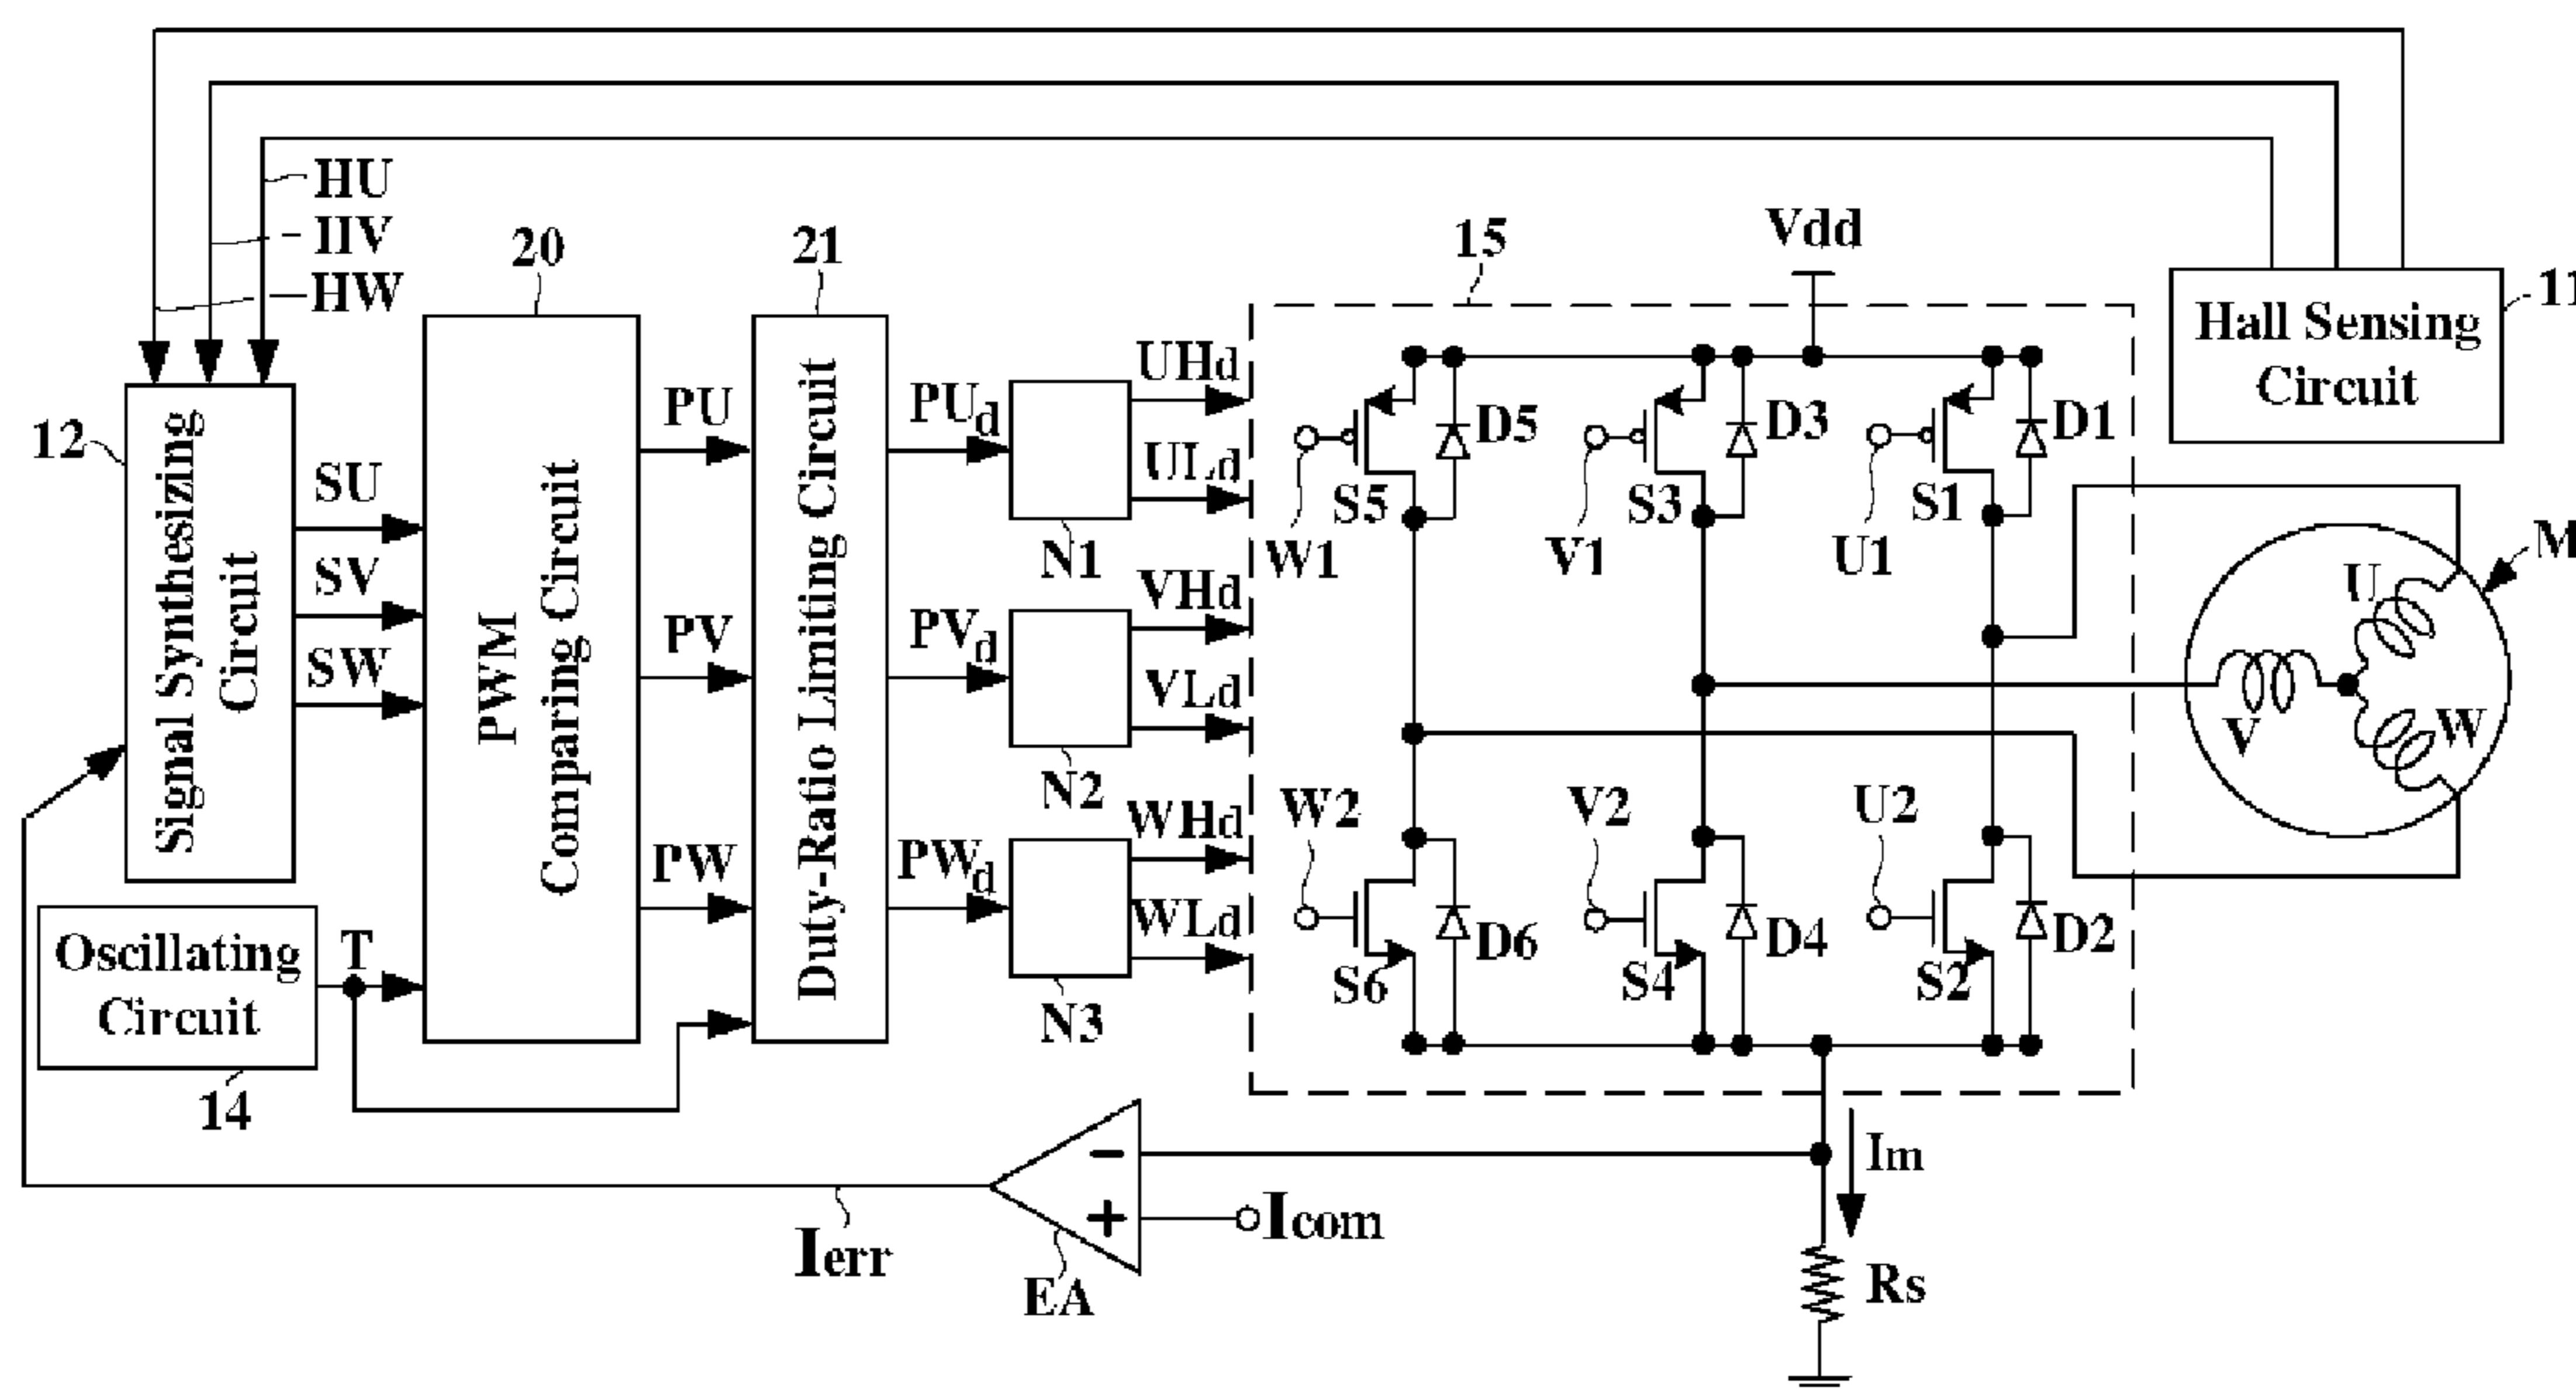 HU
IIV
HW
20
21
15
Vdd
11
Hall Sensing
Circuit
12
Signal Synthesizing
Circuit
SU
SV
SW
PWM
Comparing Circuit
PU
PV
PW
Duty-Ratio Limiting Circuit
PUd
PVd
PWd
N1
N2
N3
UHd
ULd
VHd
VLd
WHd
WLd
D5
D3
D1
S5
S3
S1
W1
V1
U1
M
U
V
W
W2
V2
U2
D6
D4
D2
S6
S4
S2
Oscillating
Circuit
T
14
Im
Icom
Ierr
EA
Rs